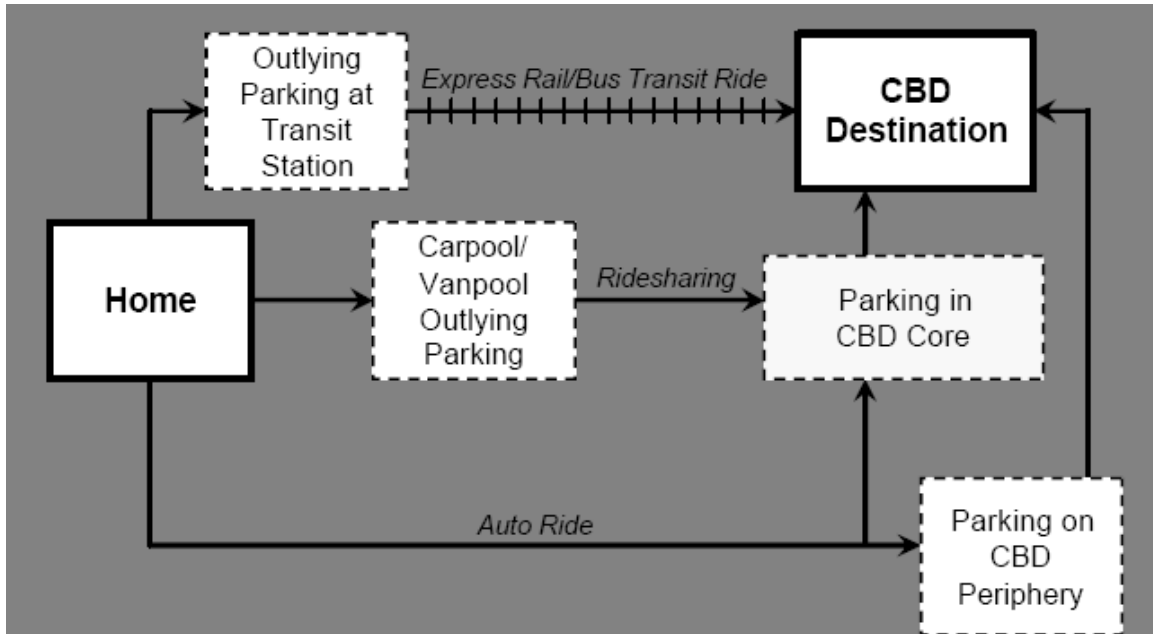 Outlying
Parking at
Transit
Station
Express Rail/Bus Transit Ride
CBD
Destination
Home
Carpool/
Vanpool
Outlying
Parking
Ridesharing
Parking in
CBD Core
Auto Ride
Parking on
CBD
Periphery